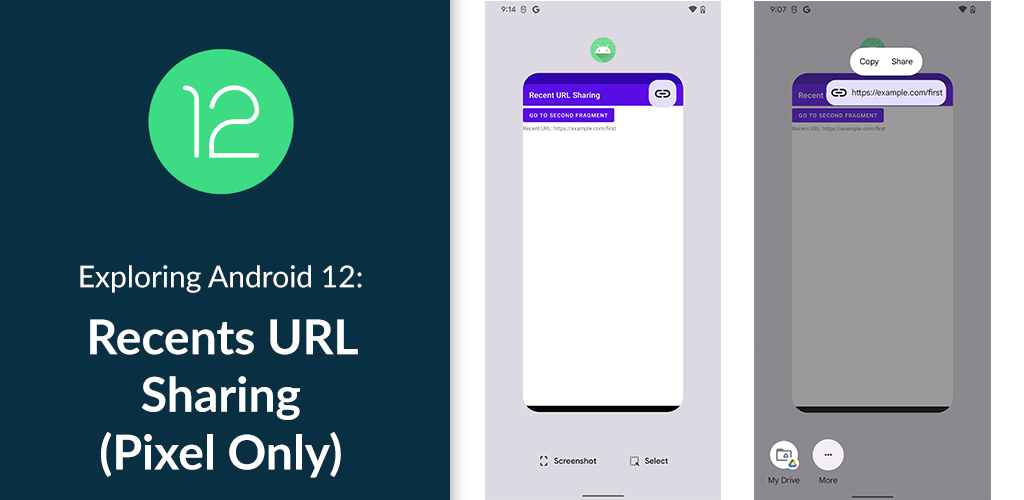 12
Exploring Android 12:
Recents URL
Sharing
(Pixel Only)
9:14
Recent URL Sharing
GO TO SECOND FRAGMENT
Recent URL: https://example.com/first
Screenshot
Select
9:07
Copy
Share
Recent
https://example.com/first
GO TO SECOND FRAGMENT
Recent URL: https://example.com/first
My Drive
More